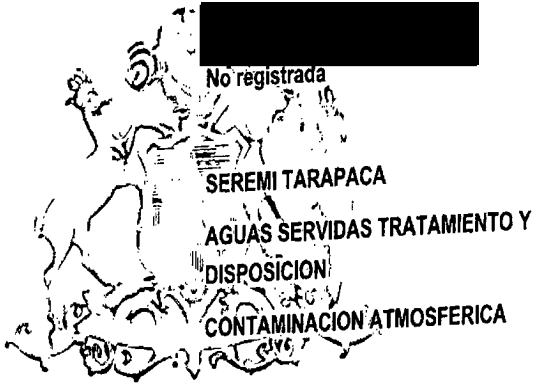 No registrada
SEREMI TARAPACA
AGUAS SERVIDAS TRATAMIENTO Y
DISPOSICION
CONTAMINACION ATMOSFERICA